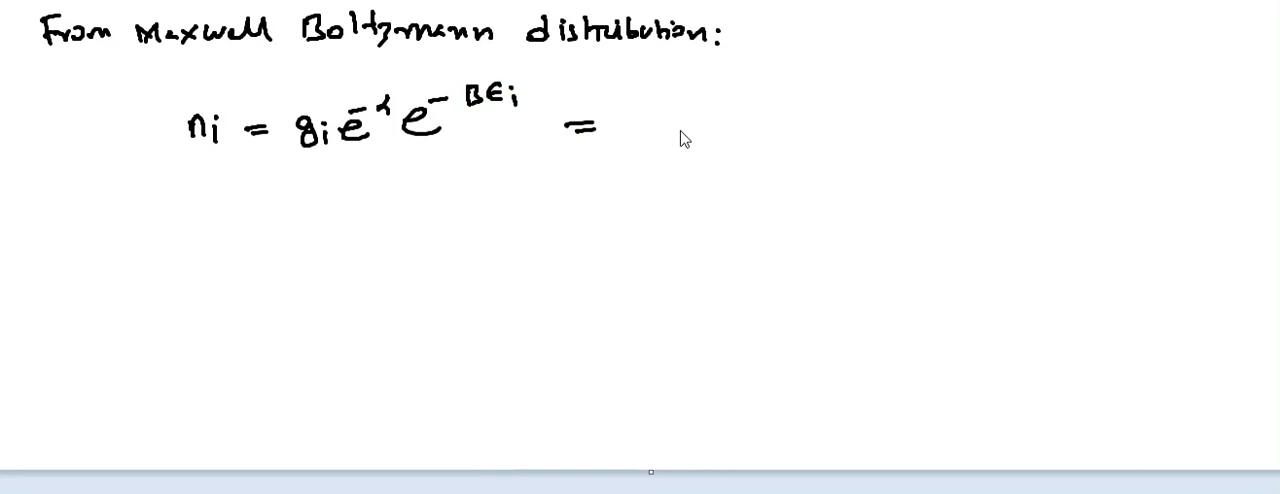 From Maxwell Boltzmann distribution:
nᵢ = gᵢ e^-α e^-βϵᵢ =